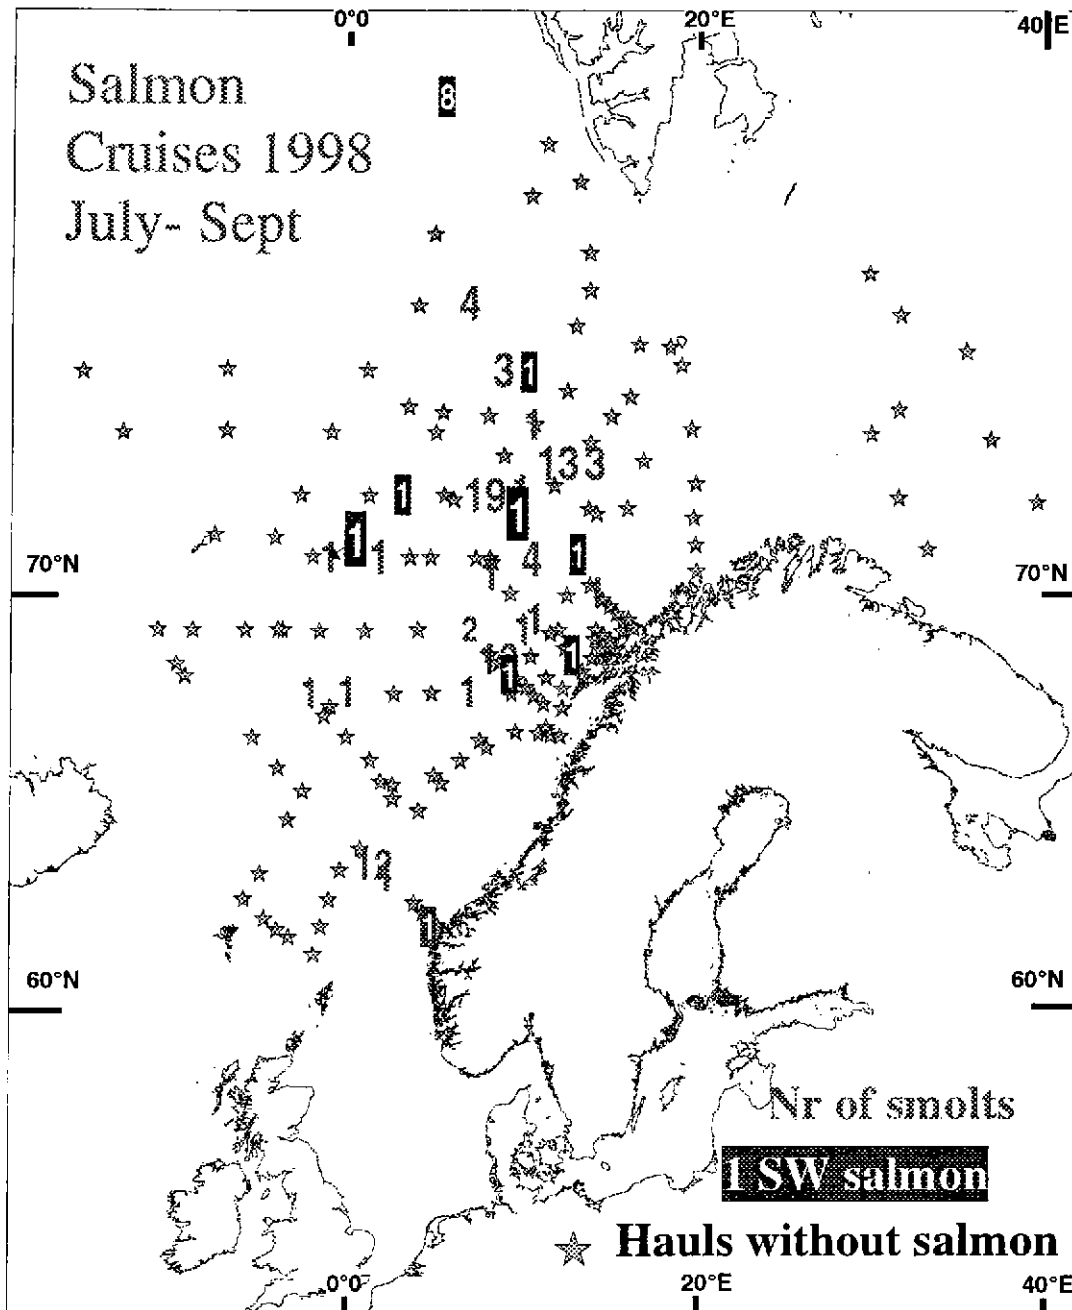 0°0 20°E 40°E
Salmon
Cruises 1998
July- Sept
8
4
3 1
1
13 3
1 19 1
1
1 1 1 4 1
70°N 70°N
2 1 1
1
1
1 1 1
1
60°N 60°N
Nr of smolts
1 SW salmon
Hauls without salmon
0°0 20°E 40°E